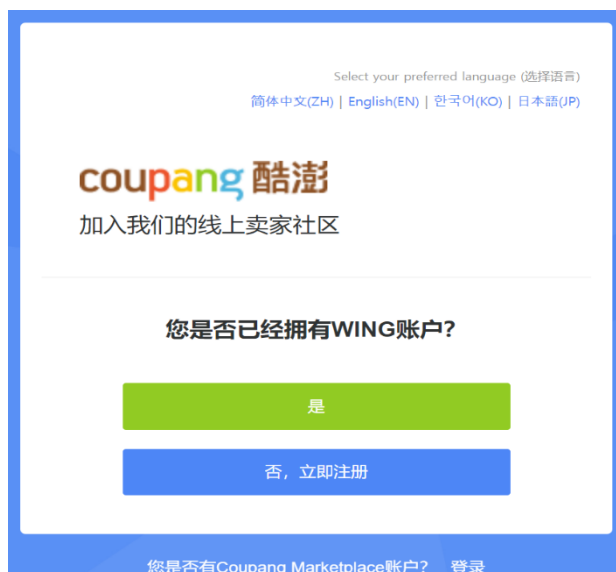 Select your preferred language (选择语言)
简体中文(ZH) | English(EN) | 한국어(KO) | 日本語(JP)
coupang 酷澎
加入我们的线上卖家社区
您是否已经拥有WING账户?
是
否，立即注册
您是否有Coupang Marketplace账户? 登录